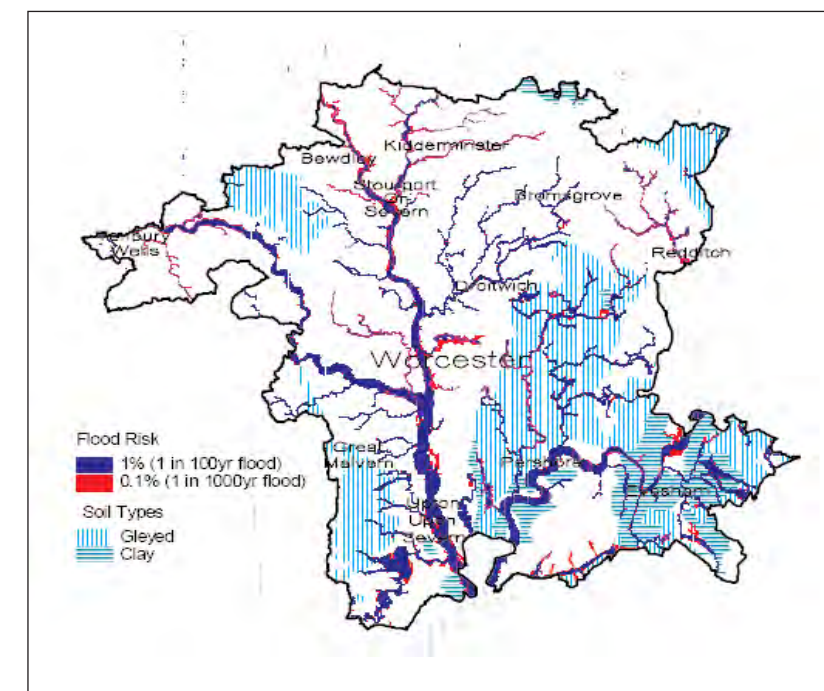 Kidderminster
Bewdley
Stourport
On
Severn
Bromsgrove
Tenbury
Wells
Redditch
Droitwich
Worcester
Flood Risk
1% (1 in 100yr flood)
0.1% (1 in 1000yr flood)
Soil Types
Gleyed
Clay
Great
Malvern
Pershore
Evesham
Upton
Upon
Severn